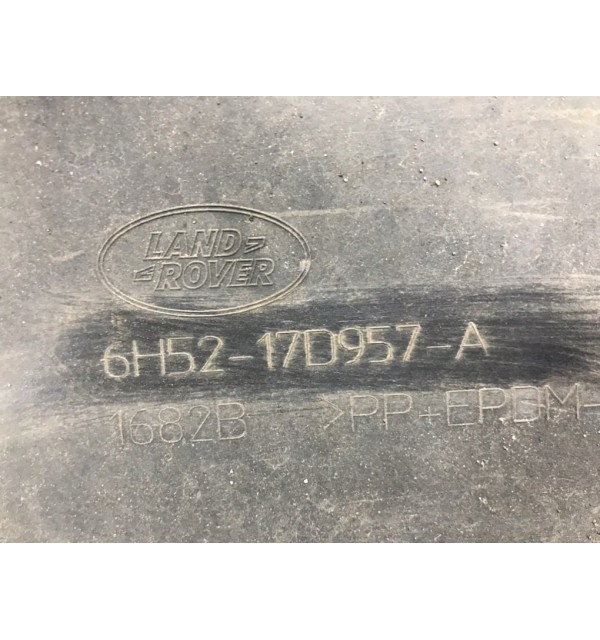 LAND
ROVER
6H52-17D957-A
1682B >PP+EPDM-